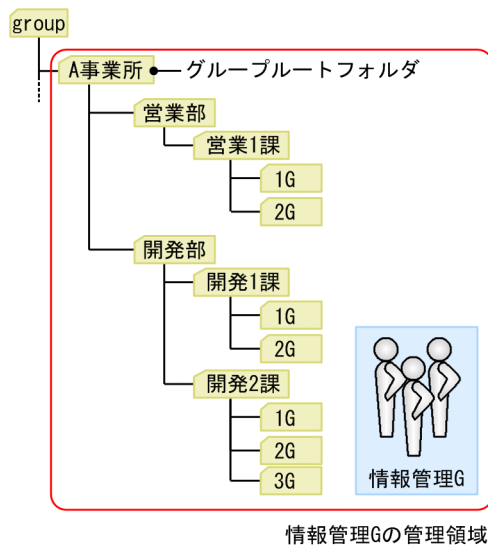 group
A事業所
グループルートフォルダ
営業部
営業1課
1G
2G
開発部
開発1課
1G
2G
開発2課
1G
2G
3G
情報管理G
情報管理Gの管理領域